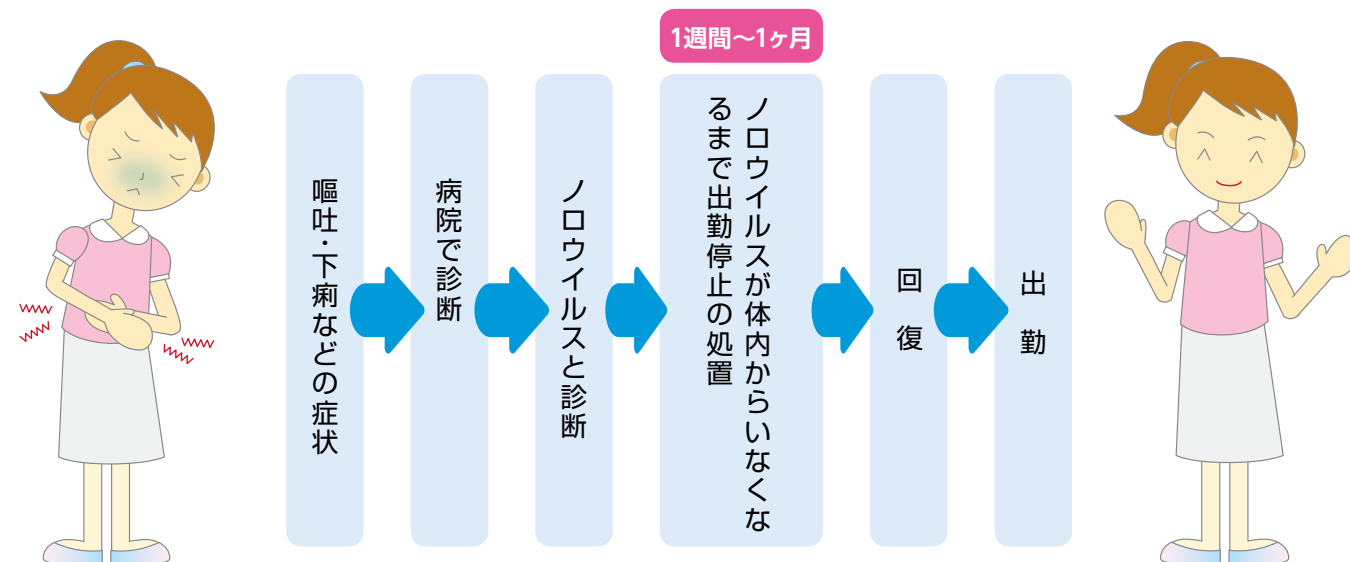 1週間〜1ヶ月
嘔吐・下痢などの症状
病院で診断
ノロウイルスと診断
ノロウイルスが体内からいなくな
るまで出勤停止の処置
回復
出勤